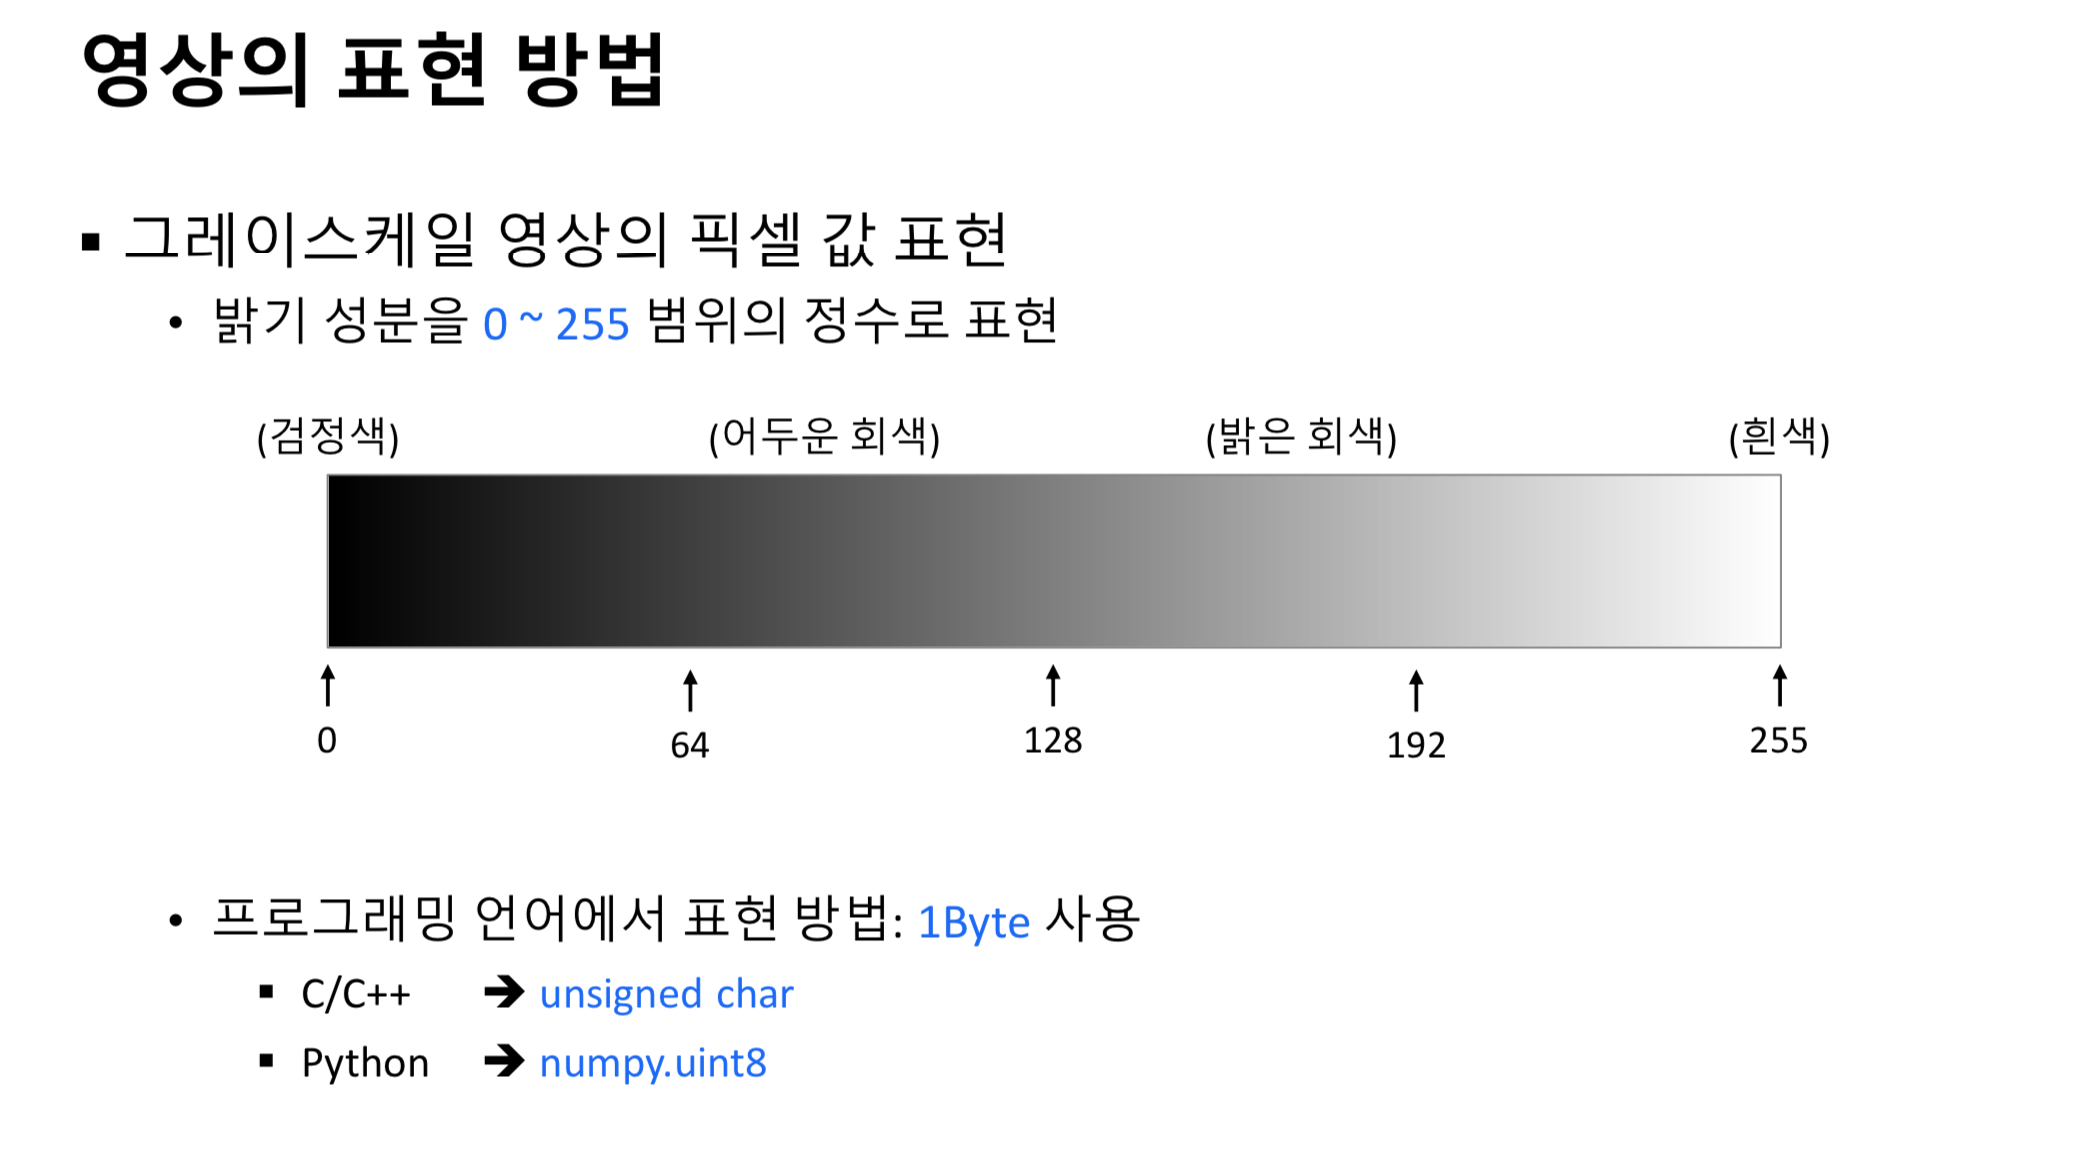 영상의 표현 방법
▪ 그레이스케일 영상의 픽셀 값 표현
• 밝기 성분을 0 ~ 255 범위의 정수로 표현
(검정색) (어두운 회색) (밝은 회색) (흰색)
0 64 128 192 255
• 프로그래밍 언어에서 표현 방법: 1Byte 사용
▪ C/C++ ➔ unsigned char
▪ Python ➔ numpy.uint8